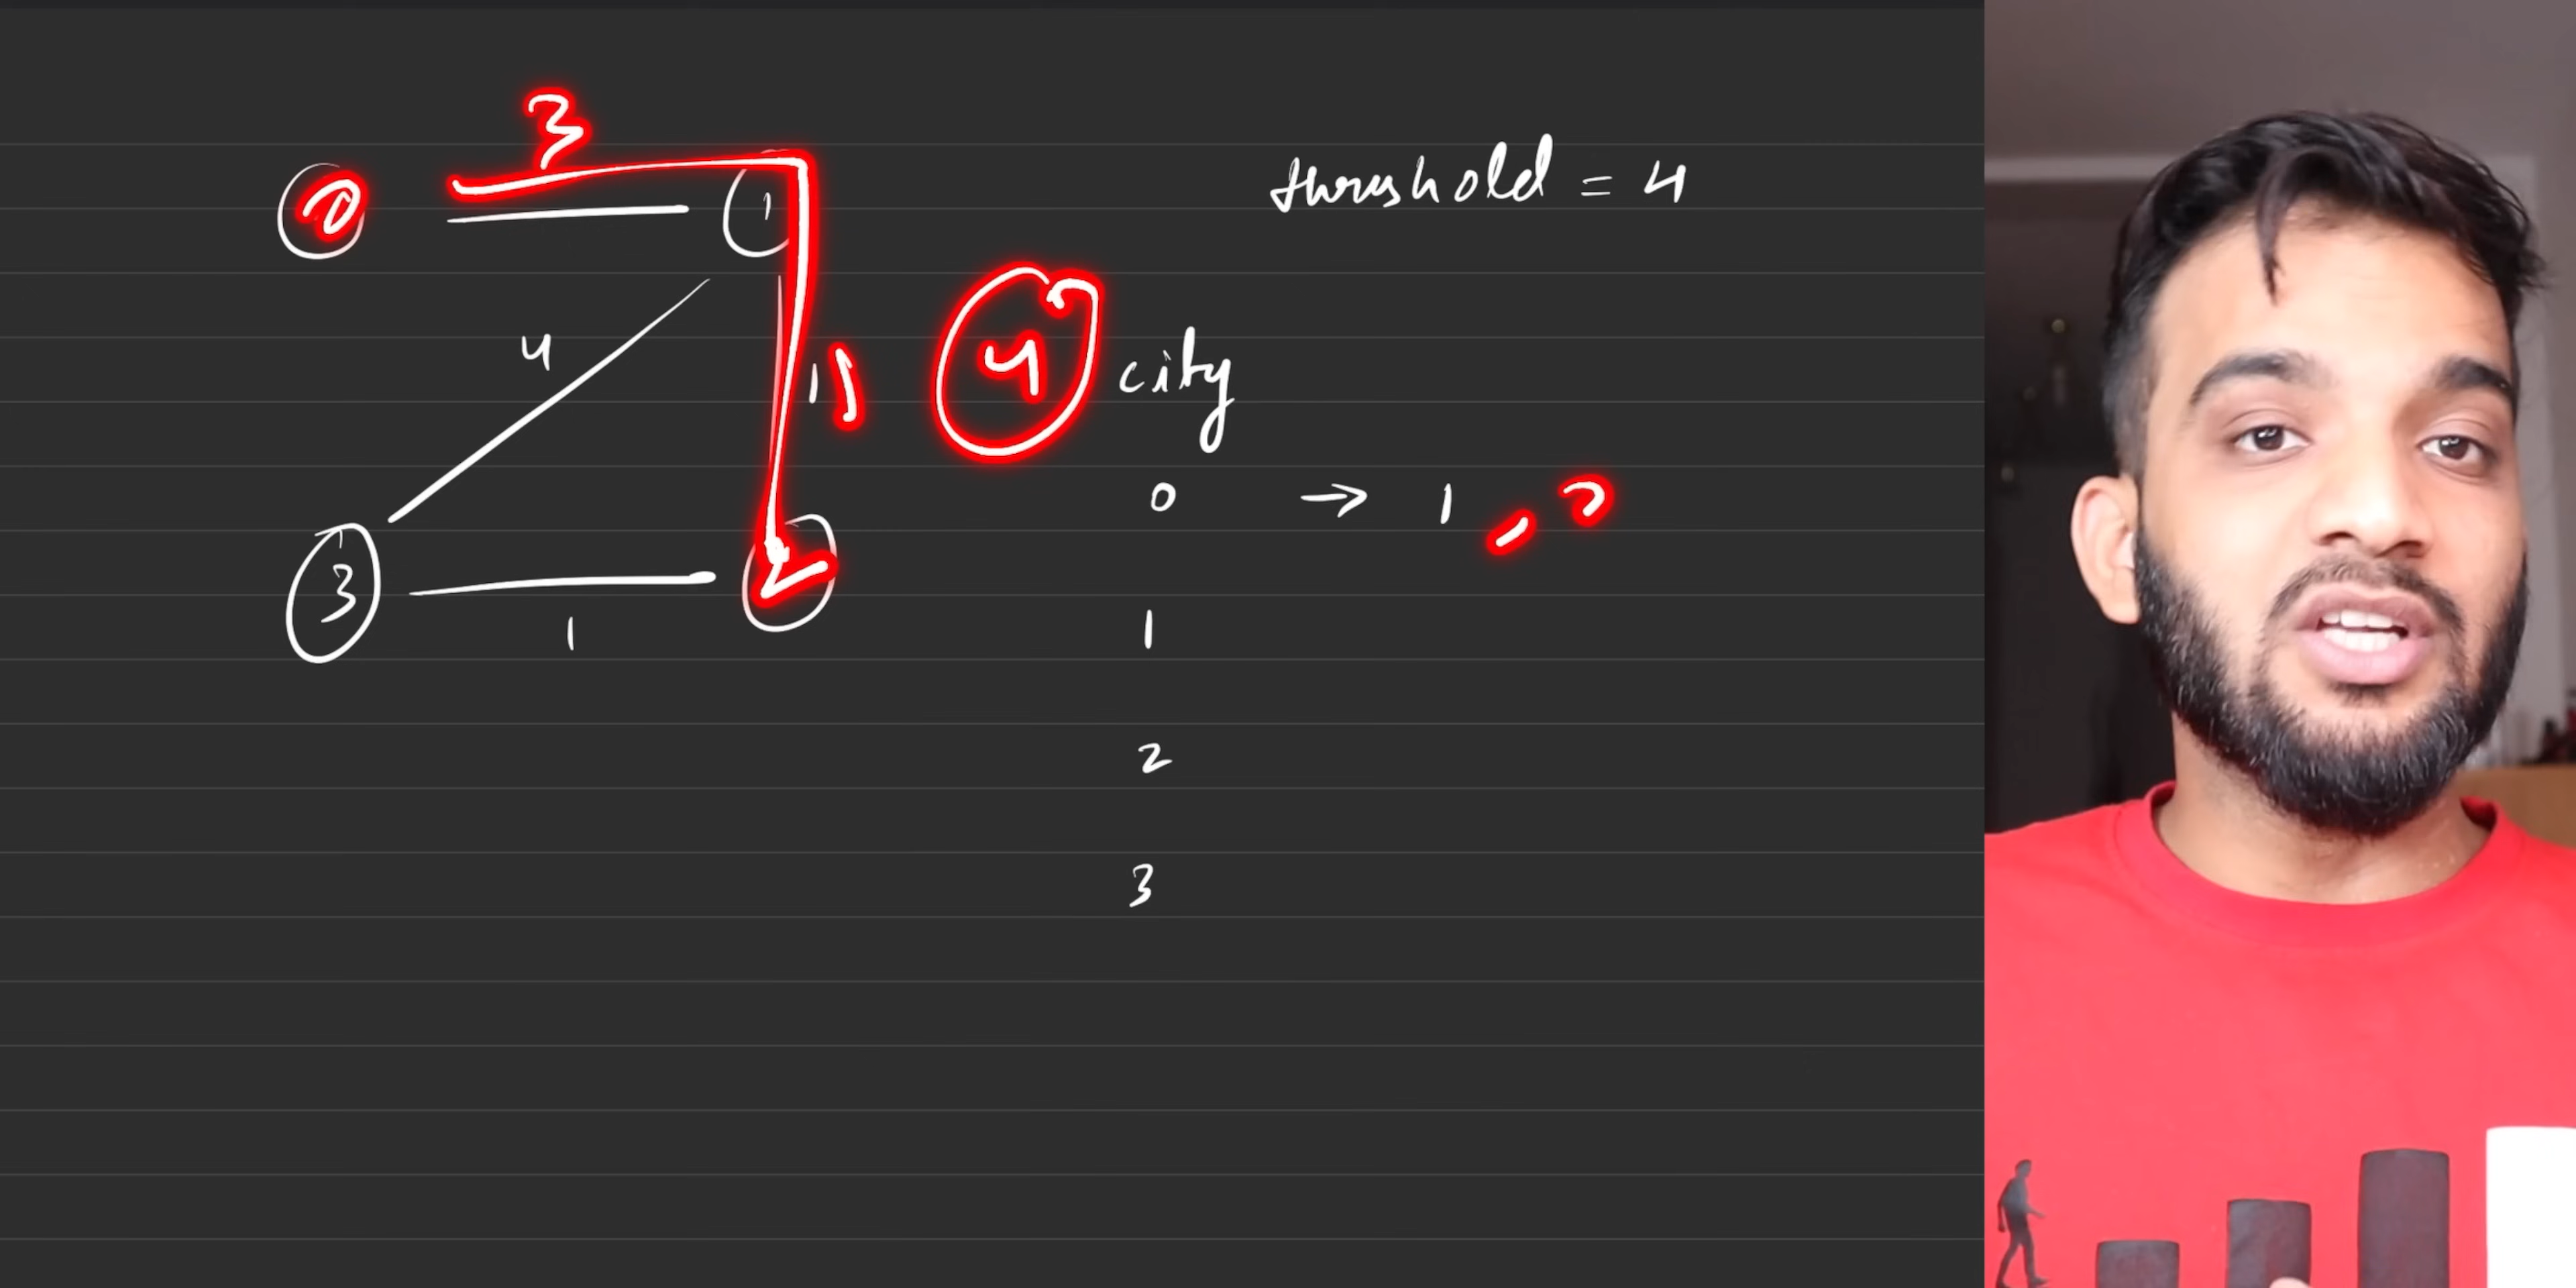 3
0 1
threshold = 4
4 1 4 city
0 → 1 ,
3 2
1
1
2
3